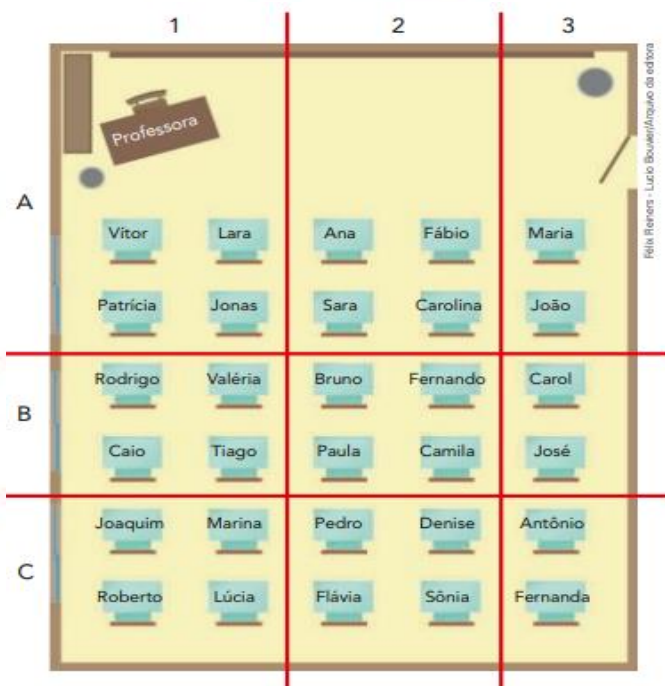 1 2 3
Professora
A
Vitor Lara Ana Fábio Maria
Patrícia Jonas Sara Carolina João
Rodrigo Valéria Bruno Fernando Carol
B
Caio Tiago Paula Camila José
Joaquim Marina Pedro Denise Antônio
C
Roberto Lúcia Flávia Sônia Fernanda
Félix Reiners - Lucio Bouwer/Arquivo da editora